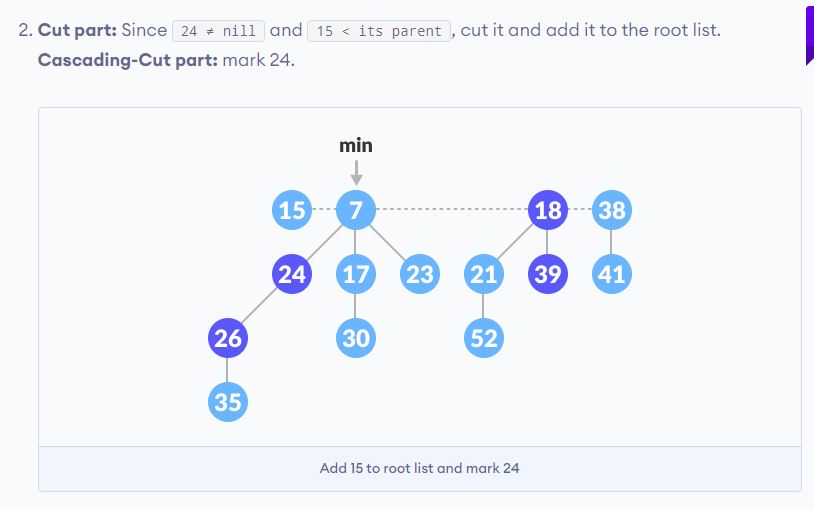 2. Cut part: Since 24 ≠ nill and 15 < its parent, cut it and add it to the root list.
Cascading-Cut part: mark 24.
min
15 7 18 38
24 17 23 21 39 41
26 30 52
35
Add 15 to root list and mark 24